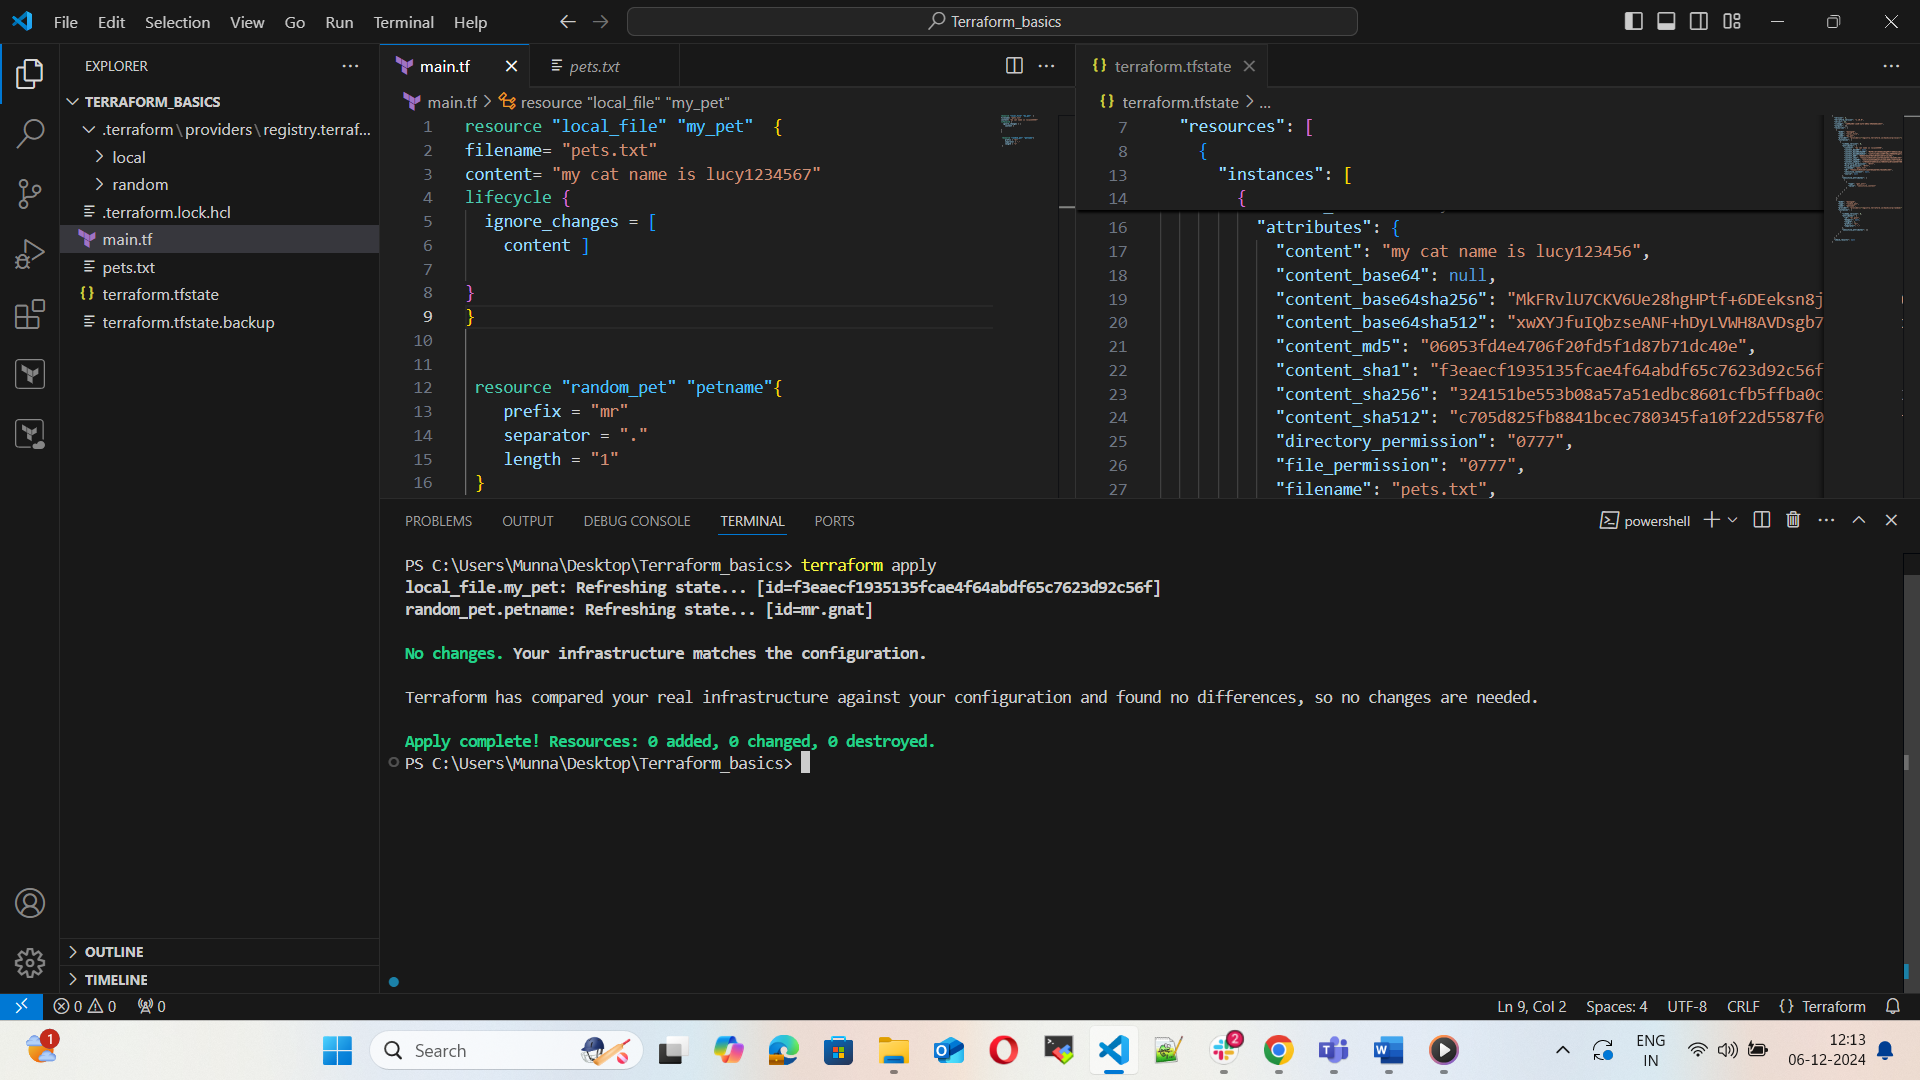 File Edit Selection View Go Run Terminal Help
Terraform_basics
EXPLORER
TERRAFORM_BASICS
.terraform\providers\registry.terraf...
local
random
.terraform.lock.hcl
main.tf
pets.txt
terraform.tfstate
terraform.tfstate.backup
OUTLINE
TIMELINE
main.tf
pets.txt
main.tf > resource "local_file" "my_pet"
1 resource "local_file" "my_pet" {
2 filename= "pets.txt"
3 content= "my cat name is lucy1234567"
4 lifecycle {
5 ignore_changes = [
6 content ]
7
8 }
9 }
10
11
12 resource "random_pet" "petname"{
13 prefix = "mr"
14 separator = "."
15 length = "1"
16 }
terraform.tfstate
terraform.tfstate > ...
7 "resources": [
8 {
13 "instances": [
14 {
16 "attributes": {
17 "content": "my cat name is lucy123456",
18 "content_base64": null,
19 "content_base64sha256": "MkFRvlU7CKV6Ue28hgHPtf+6DEeksn8j
20 "content_base64sha512": "xwXYJfuIQbzseANF+hDyLVWH8AVDsgb7
21 "content_md5": "06053fd4e4706f20fd5f1d87b71dc40e",
22 "content_sha1": "f3eaecf1935135fcae4f64abdf65c7623d92c56f
23 "content_sha256": "324151be553b08a57a51edbc8601cfb5ffba0c
24 "content_sha512": "c705d825fb8841bcec780345fa10f22d5587f0
25 "directory_permission": "0777",
26 "file_permission": "0777",
27 "filename": "pets.txt",
PROBLEMS OUTPUT DEBUG CONSOLE TERMINAL PORTS
powershell
PS C:\Users\Munna\Desktop\Terraform_basics> terraform apply
local_file.my_pet: Refreshing state... [id=f3eaecf1935135fcae4f64abdf65c7623d92c56f]
random_pet.petname: Refreshing state... [id=mr.gnat]
No changes. Your infrastructure matches the configuration.
Terraform has compared your real infrastructure against your configuration and found no differences, so no changes are needed.
Apply complete! Resources: 0 added, 0 changed, 0 destroyed.
PS C:\Users\Munna\Desktop\Terraform_basics>
0 0 0
Ln 9, Col 2 Spaces: 4 UTF-8 CRLF {} Terraform
1
Search
2
ENG
IN
12:13
06-12-2024